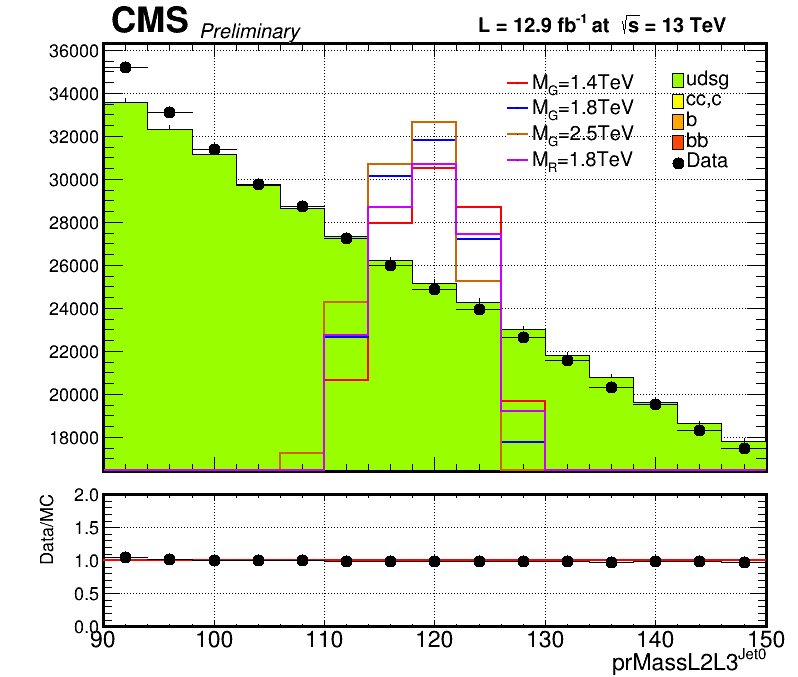 CMS Preliminary L = 12.9 fb⁻¹ at √s = 13 TeV
36000
34000
32000
30000
28000
26000
24000
22000
20000
18000
M_G=1.4TeV
M_G=1.8TeV
M_G=2.5TeV
M_R=1.8TeV
udsg
cc,c
b
bb
Data
Data/MC
2.0
1.5
1.0
0.5
0.0
90 100 110 120 130 140 150
prMassL2L3^Jet0